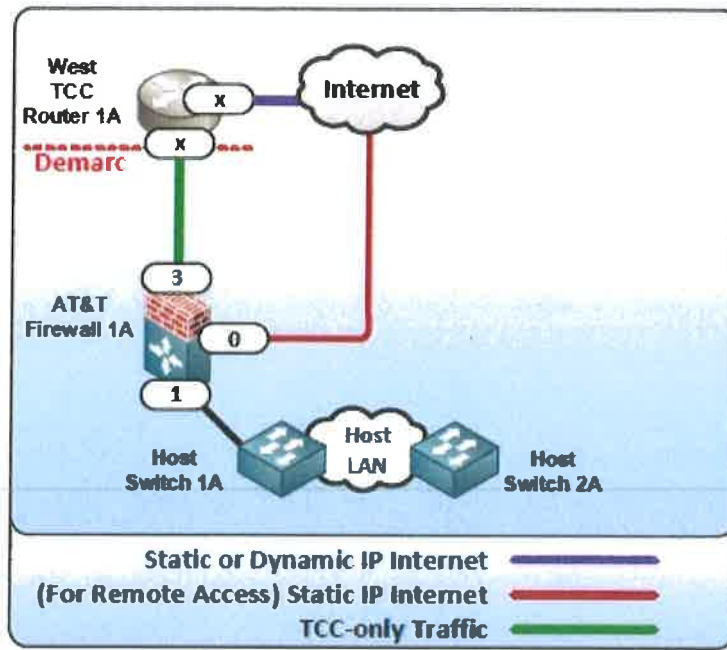 West
TCC
Router 1A
x
Internet
x
Demarc
3
AT&T
Firewall 1A
0
1
Host
LAN
Host
Switch 1A
Host
Switch 2A
Static or Dynamic IP Internet
(For Remote Access) Static IP Internet
TCC-only Traffic